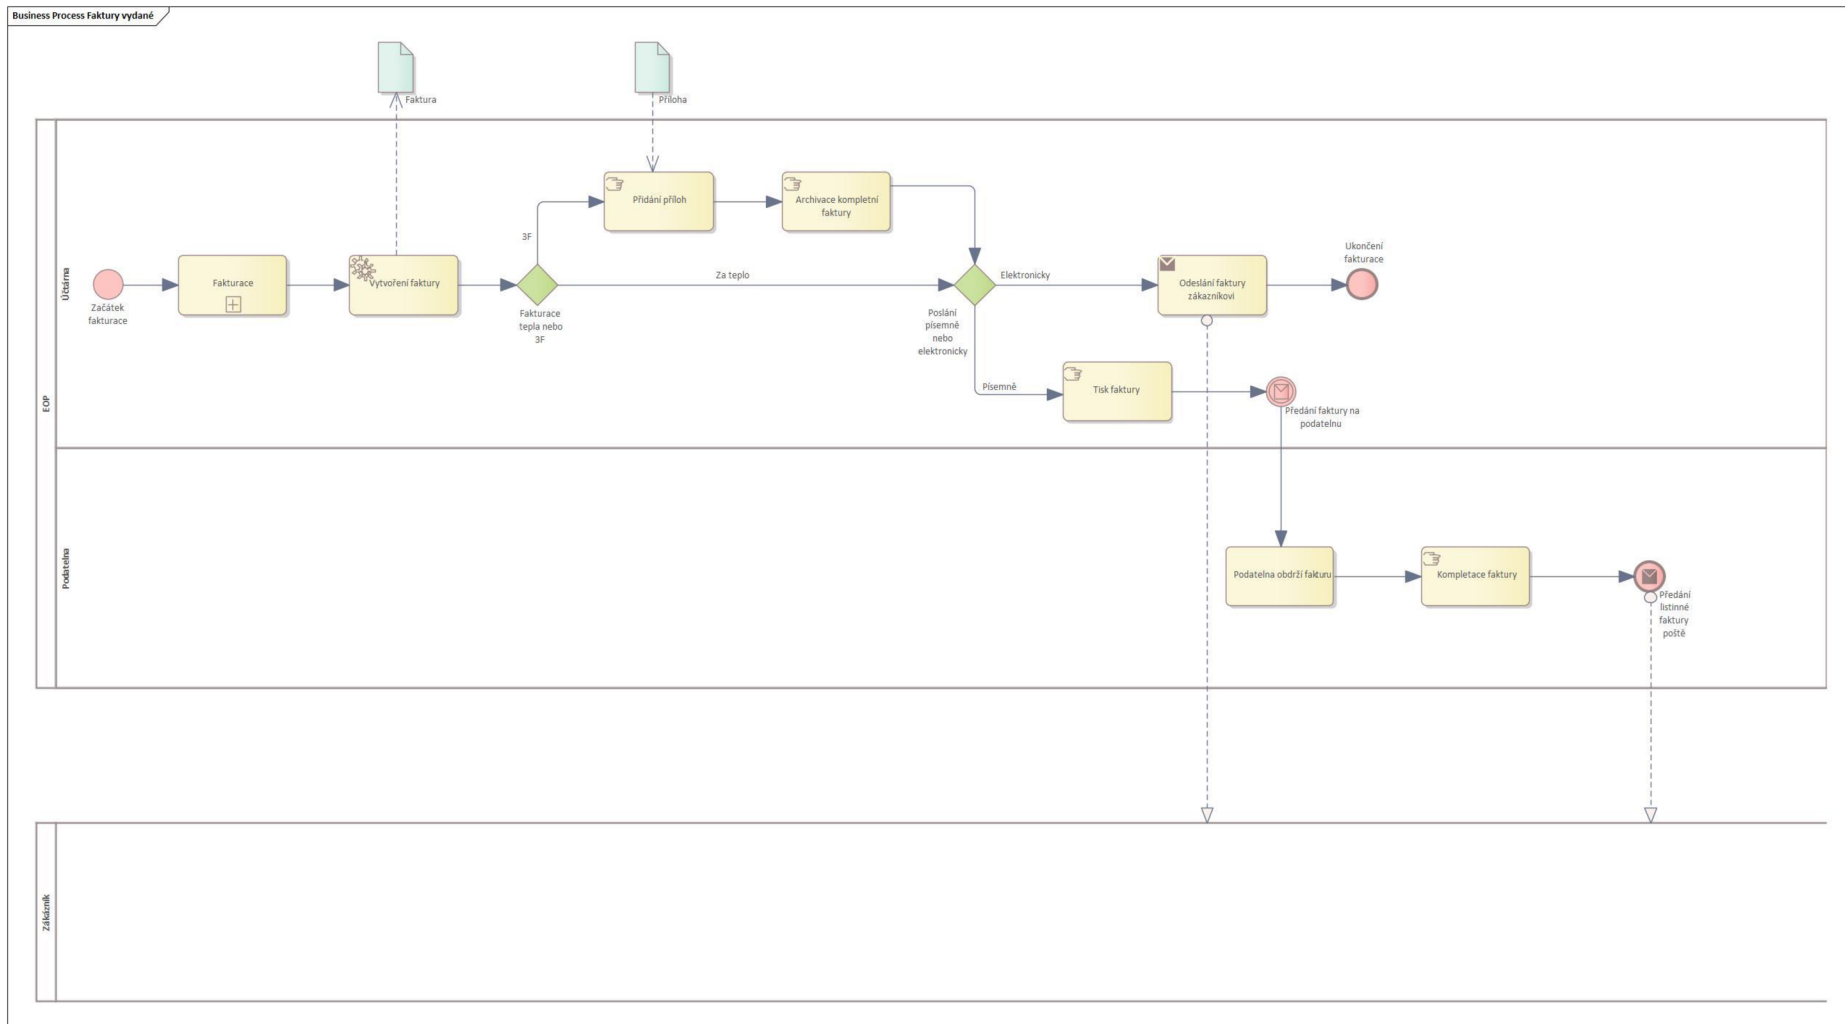 Business Process Faktury vydané
Faktura
Příloha
EOP
Účtárna
Začátek
fakturace
Fakturace
Vytvoření faktury
Fakturace
tepla nebo
3F
3F
Přidání příloh
Archivace kompletní
faktury
Za teplo
Poslání
písemně
nebo
elektronicky
Elektronicky
Odeslání faktury
zákazníkovi
Ukončení
fakturace
Písemně
Tisk faktury
Předání faktury na
podatelnu
Podatelna
Podatelna obdrží fakturu
Kompletace faktury
Předání
listinné
faktury
poště
Zákázník